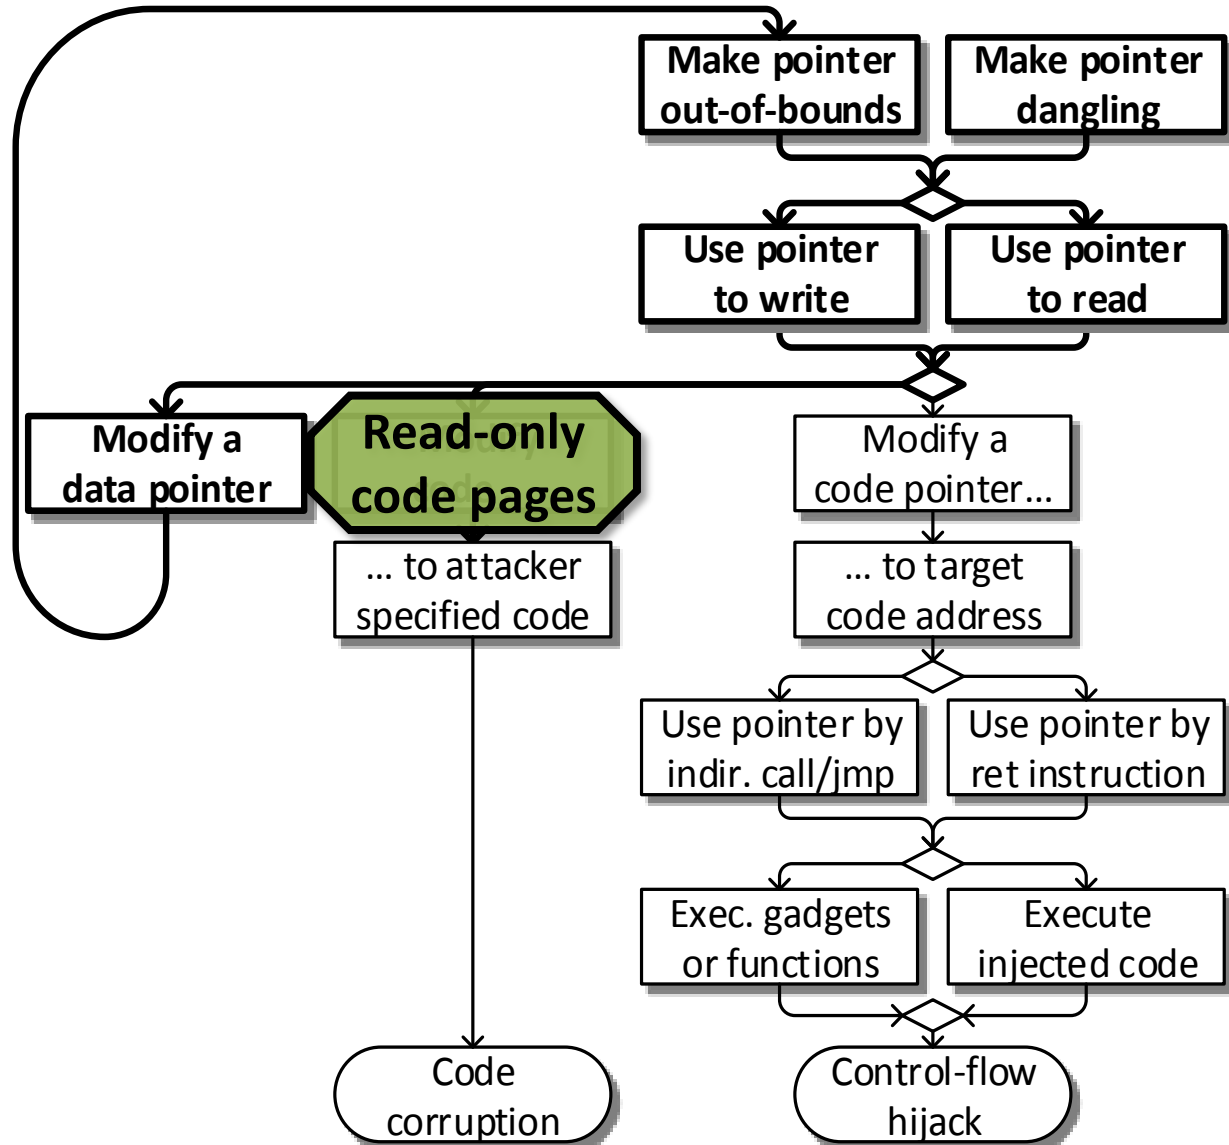 Make pointer
out-of-bounds
Make pointer
dangling
Use pointer
to write
Use pointer
to read
Modify a
data pointer
Read-only
code pages
Modify a
code pointer...
... to attacker
specified code
... to target
code address
Use pointer by
indir. call/jmp
Use pointer by
ret instruction
Exec. gadgets
or functions
Execute
injected code
Code
corruption
Control-flow
hijack